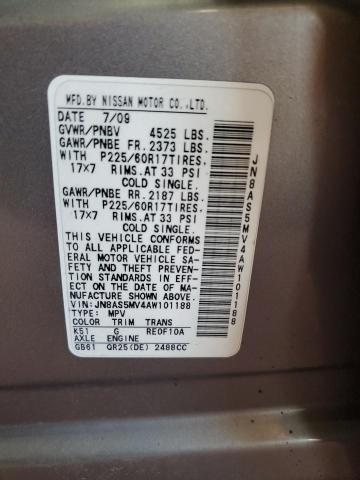 MFD.BY NISSAN MOTOR CO.,LTD.
DATE 7/09
GVWR/PNBV 4525 LBS.
GAWR/PNBE FR. 2373 LBS.
WITH P225/60R17TIRES.
17×7 RIMS.AT 33 PSI
COLD SINGLE.
GAWR/PNBE RR. 2187 LBS.
WITH P225/60R17TIRES.
17×7 RIMS.AT 33 PSI
COLD SINGLE.
THIS VEHICLE CONFORMS
TO ALL APPLICABLE FED-
ERAL MOTOR VEHICLE SA-
FETY AND THEFT PREVEN-
TION STANDARDS IN EFF-
ECT ON THE DATE OF MA-
NUFACTURE SHOWN ABOVE.
VIN:JN8AS5MV4AW101188
TYPE: MPV
COLOR TRIM TRANS
K51 G RE0F10A
AXLE ENGINE
GB61 QR25(DE) 2488CC
JN8AS5MV4AW101188